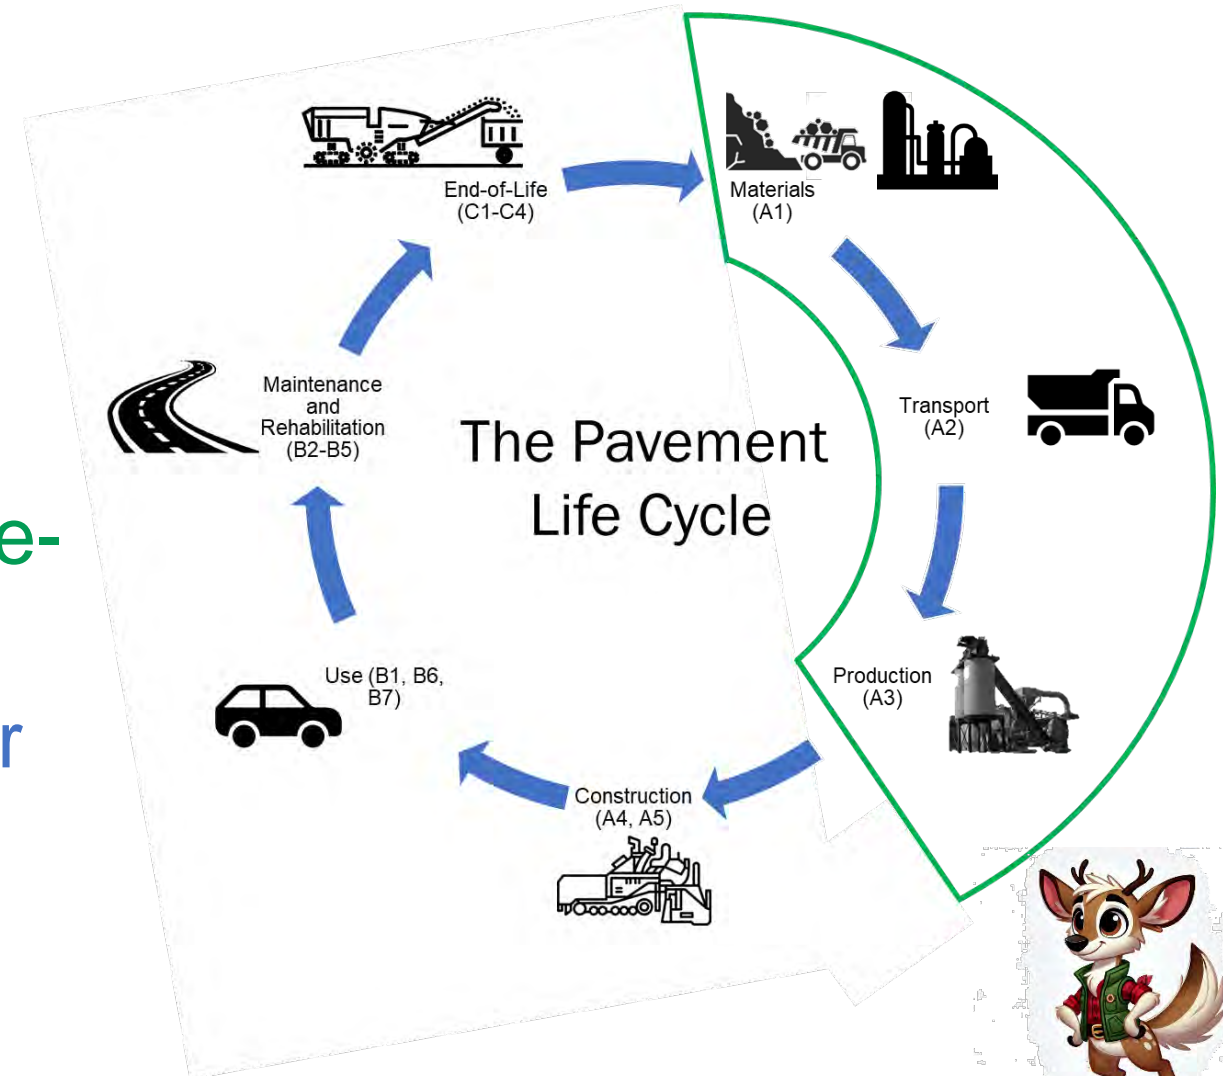 End-of-Life
(C1-C4)
Materials
(A1)
Maintenance
and
Rehabilitation
(B2-B5)
Transport
(A2)
The Pavement
Life Cycle
e-
Use (B1, B6,
B7)
Production
(A3)
r
Construction
(A4, A5)